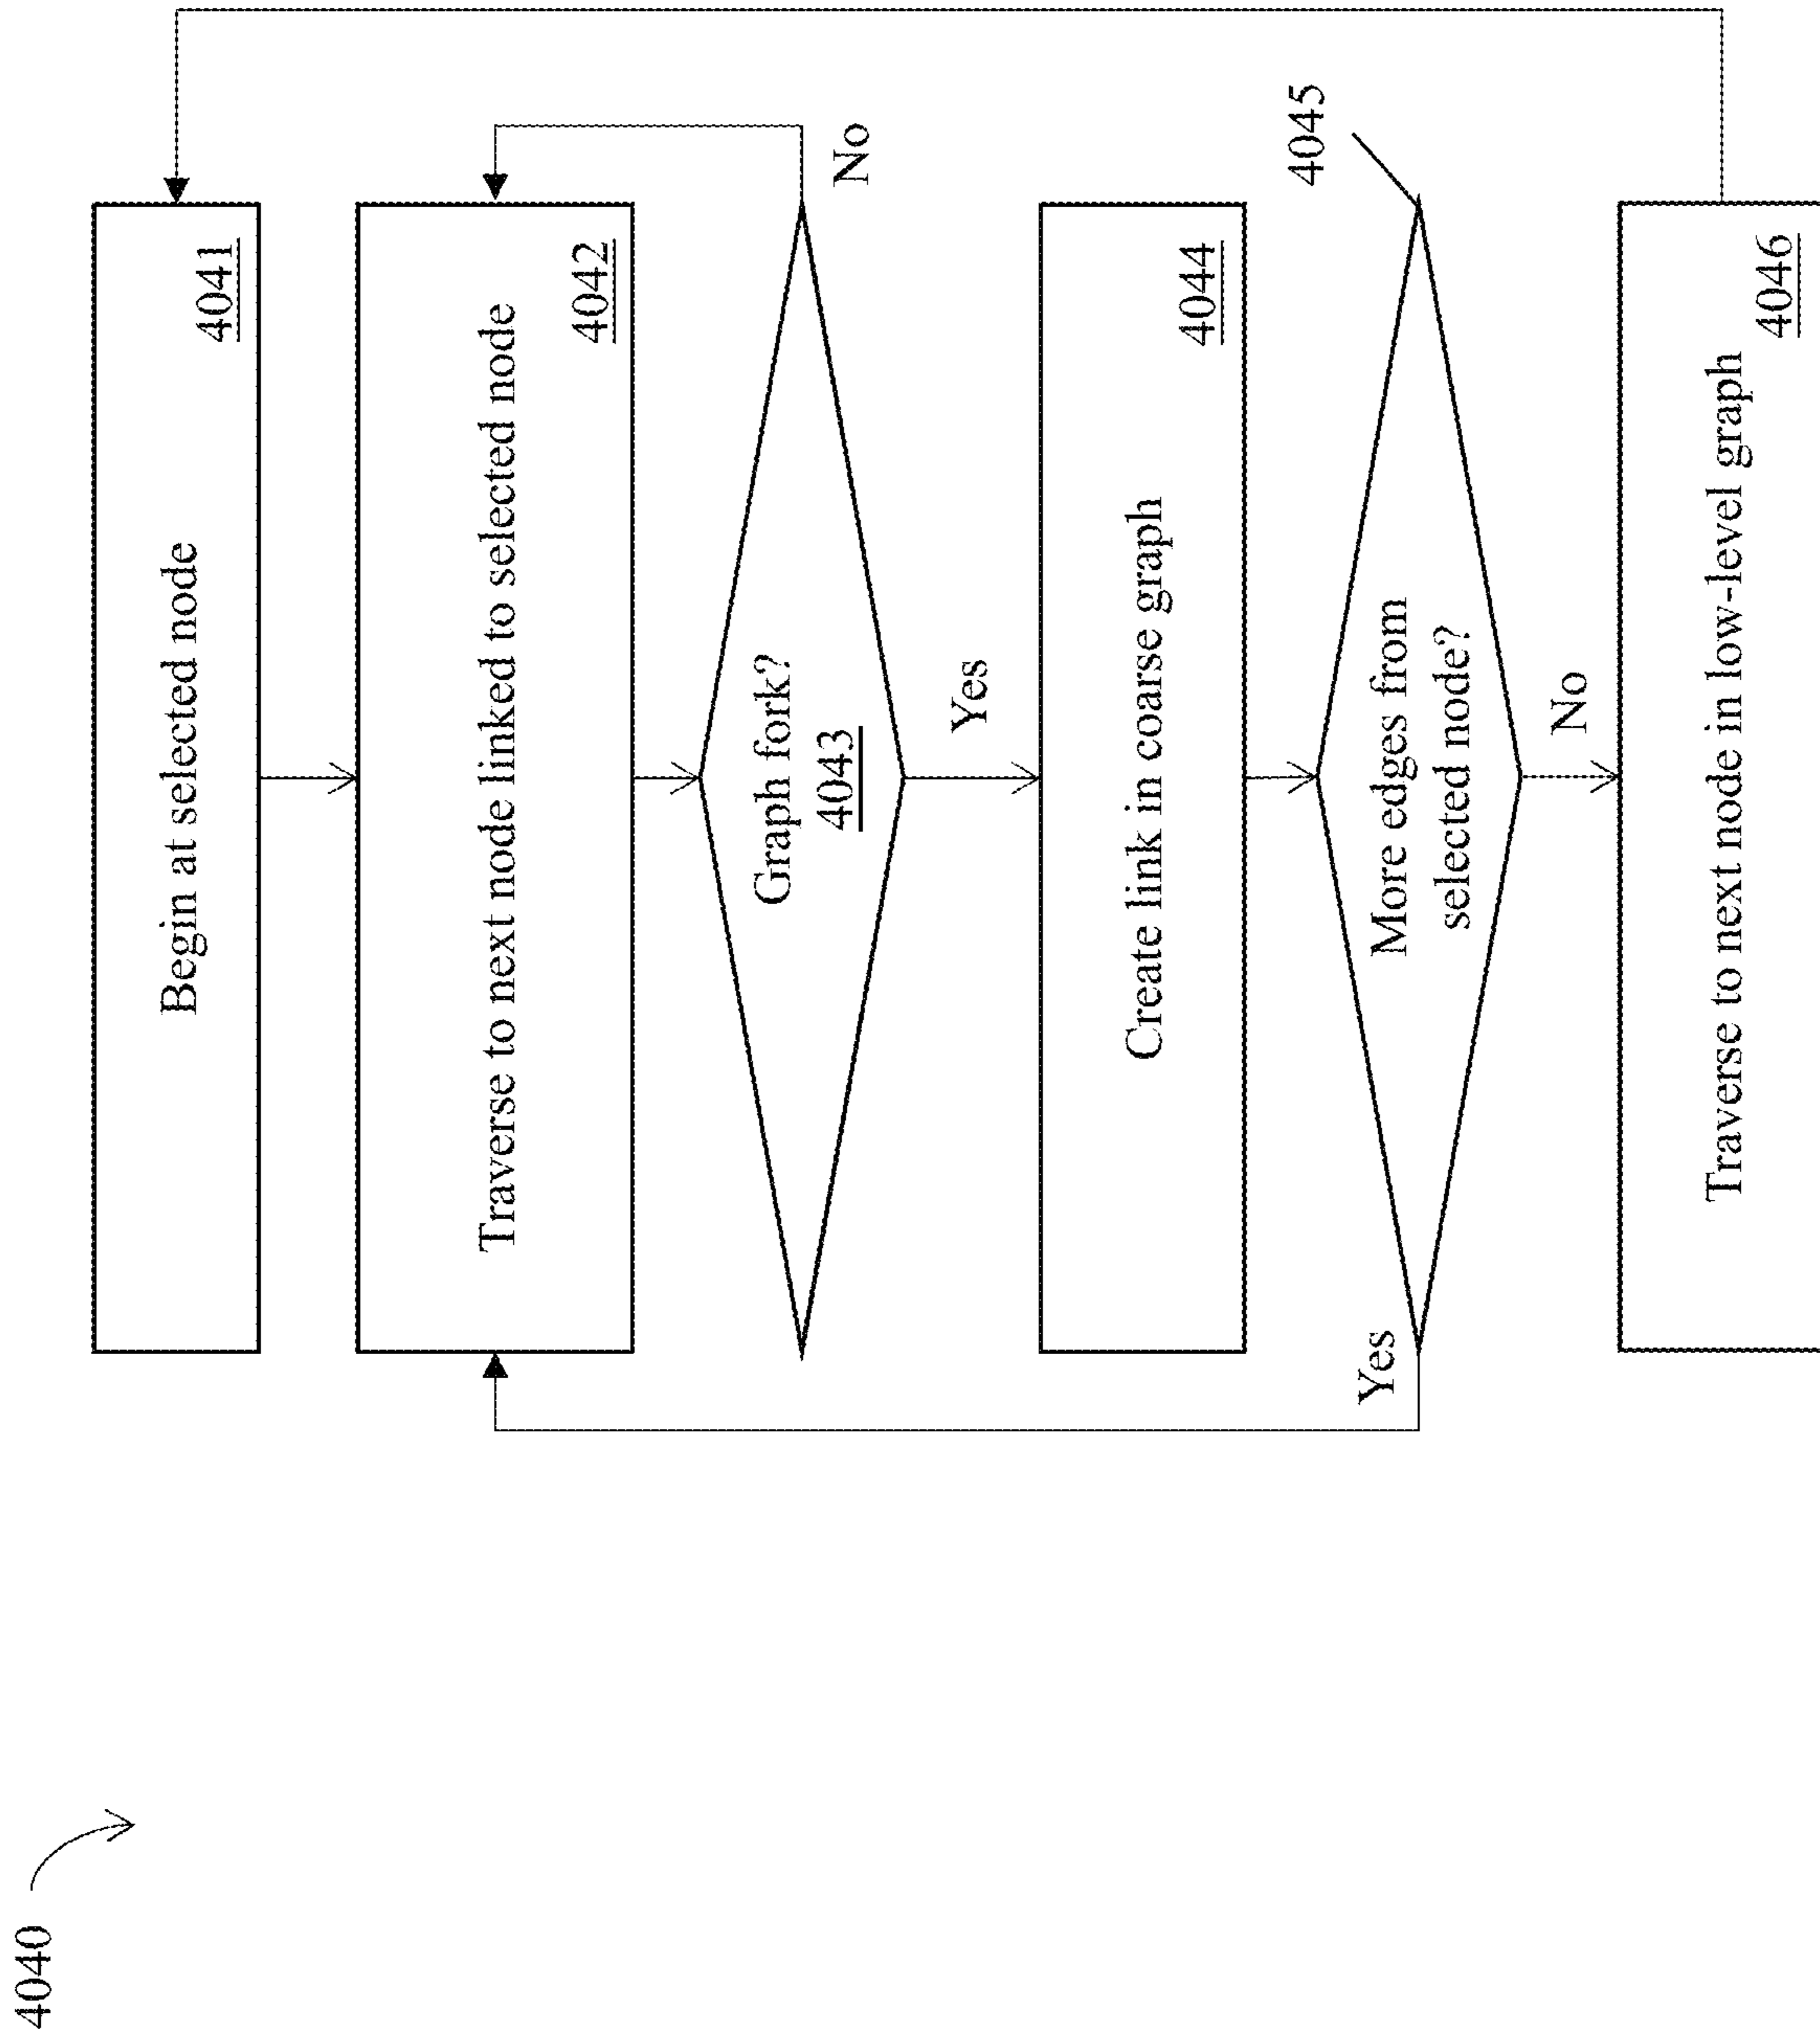 4040
Begin at selected node
4041
Traverse to next node linked to selected node
4042
Graph fork?
4043
No
Yes
Create link in coarse graph
4044
4045
More edges from
selected node?
Yes
No
Traverse to next node in low-level graph
4046